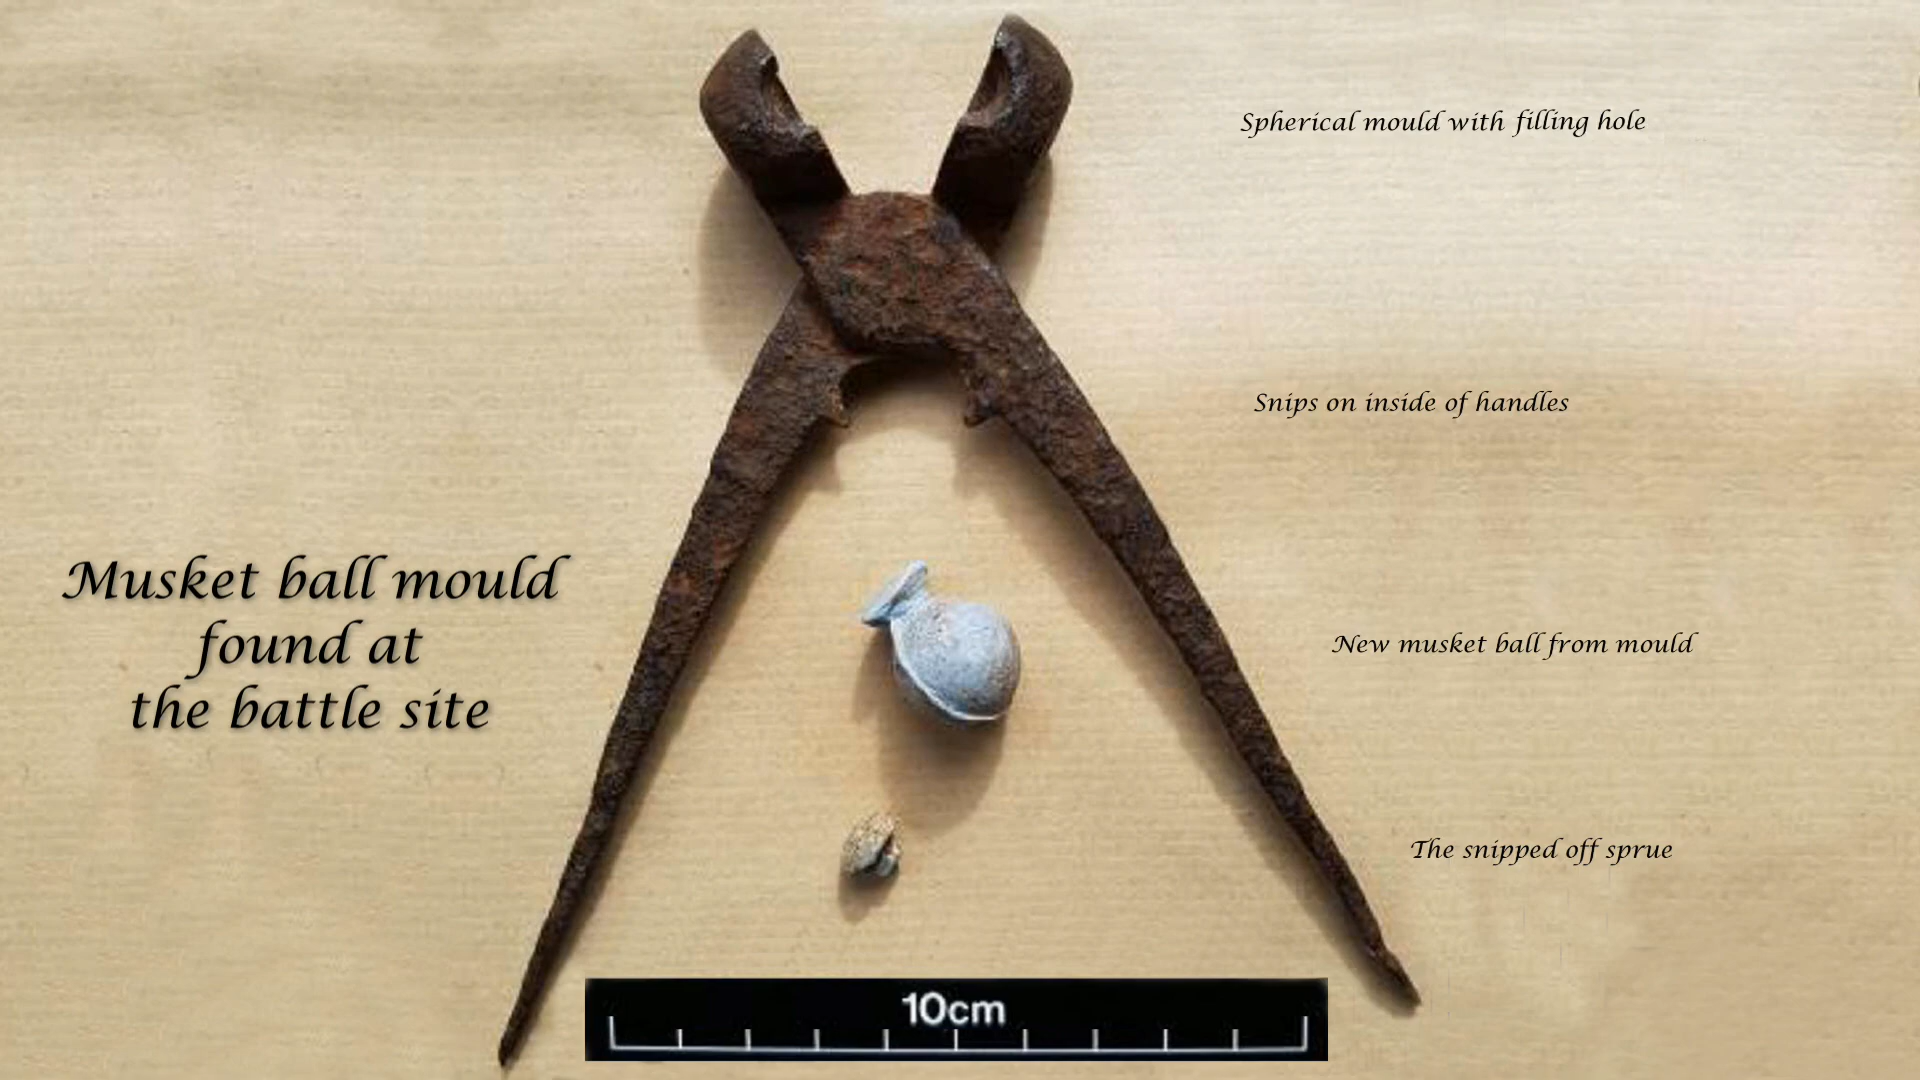 Spherical mould with filling hole
Snips on inside of handles
Musket ball mould
found at
the battle site
New musket ball from mould
The snipped off sprue
10cm